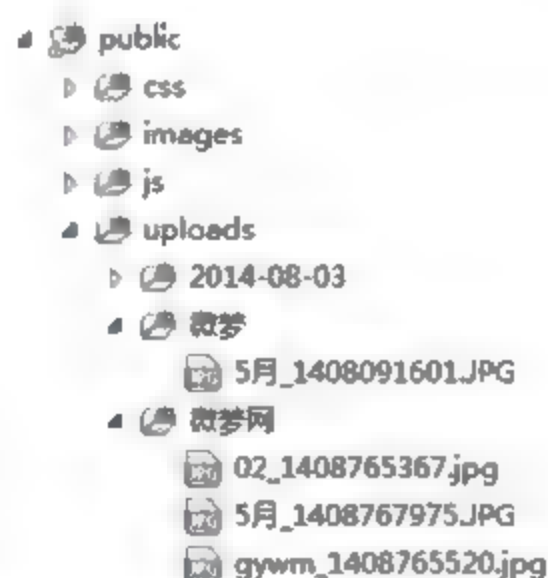 public
css
images
js
uploads
2014-08-03
微梦
5月_1408091601.JPG
微梦网
02_1408765367.jpg
5月_1408767975.JPG
gywm_1408765520.jpg